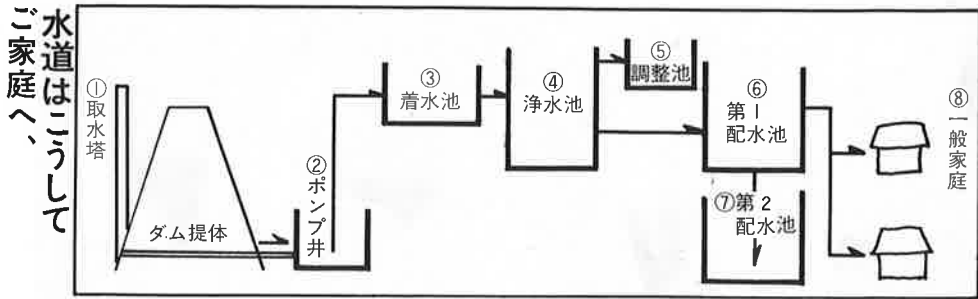 水道はこうして
ご家庭へ、
①取水塔
ダム提体
②ポンプ井
③
着水池
④
浄水池
⑤
調整池
⑥
第1
配水池
⑦第2
配水池
⑧一般家庭